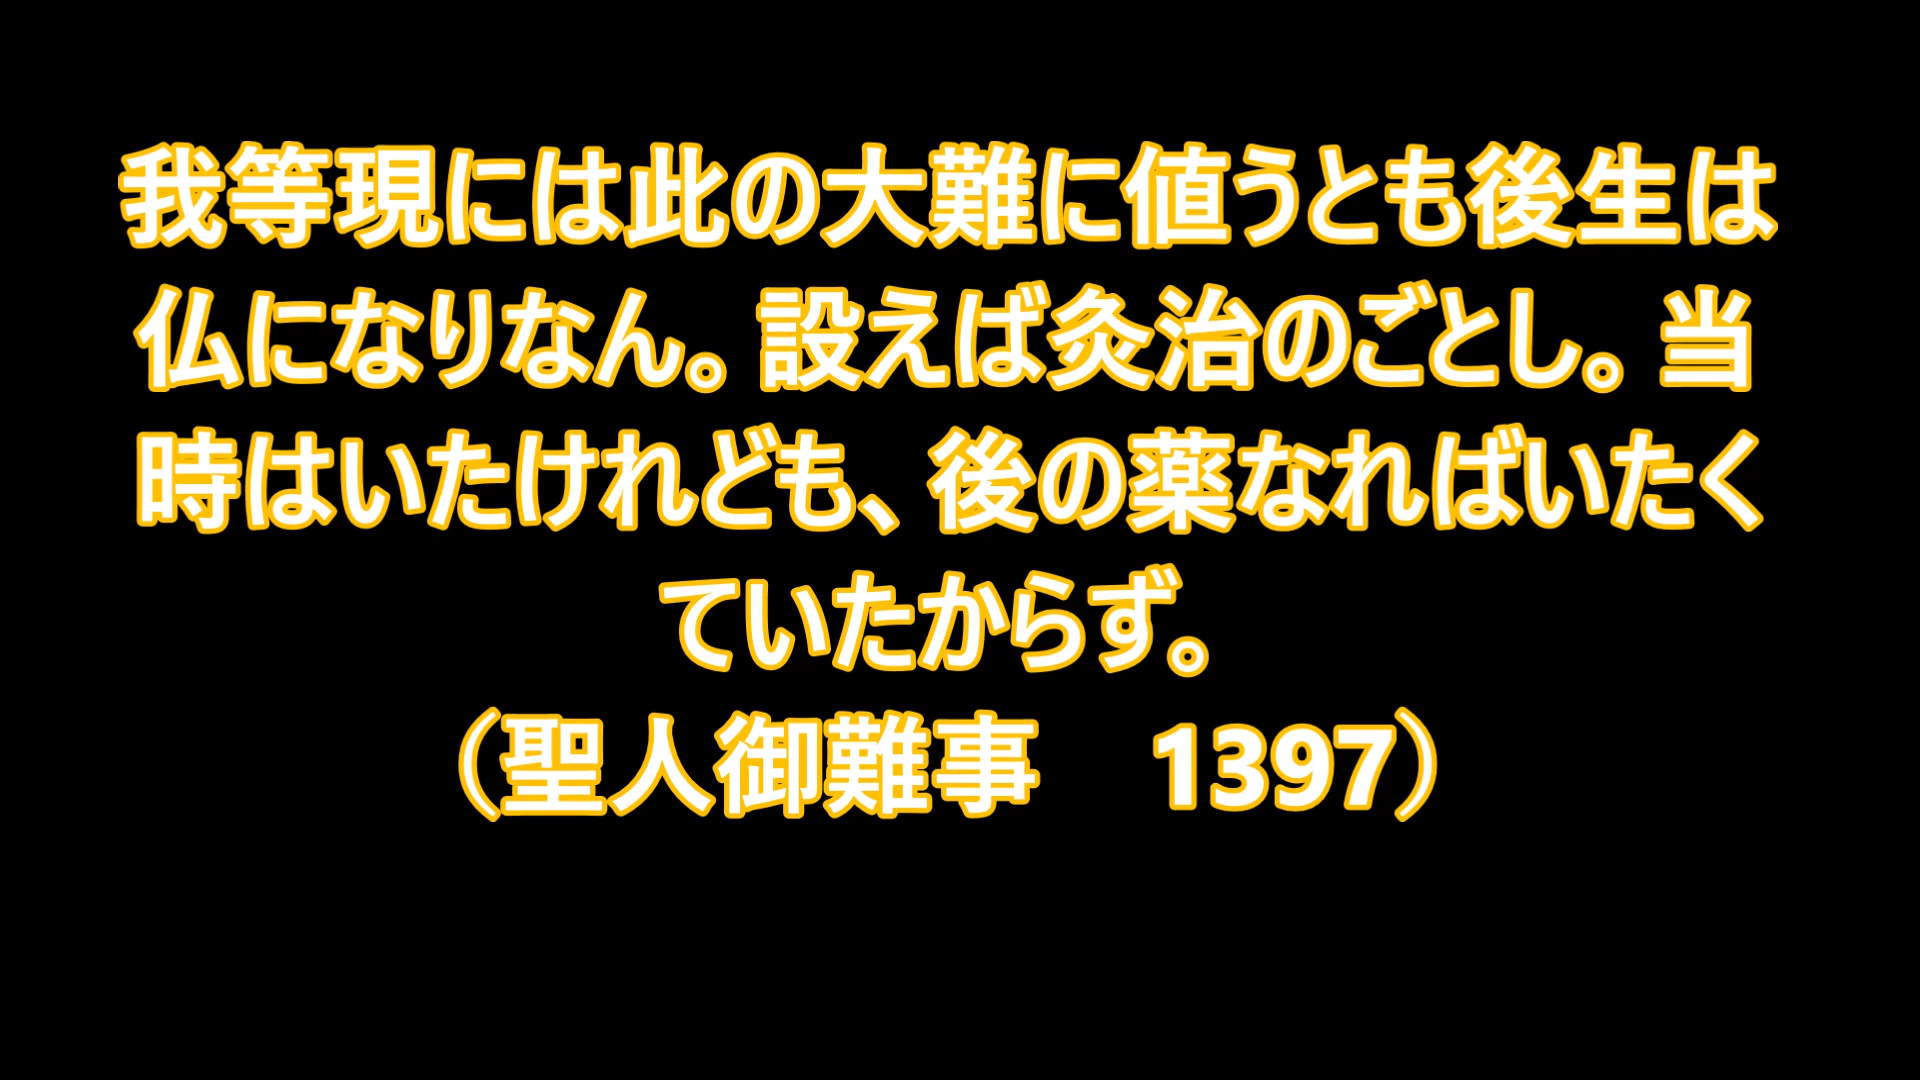 我等現には此の大難に値うとも後生は
仏になりなん。設えば灸治のごとし。当
時はいたけれども、後の薬なればいたく
ていたからず。
（聖人御難事　1397）